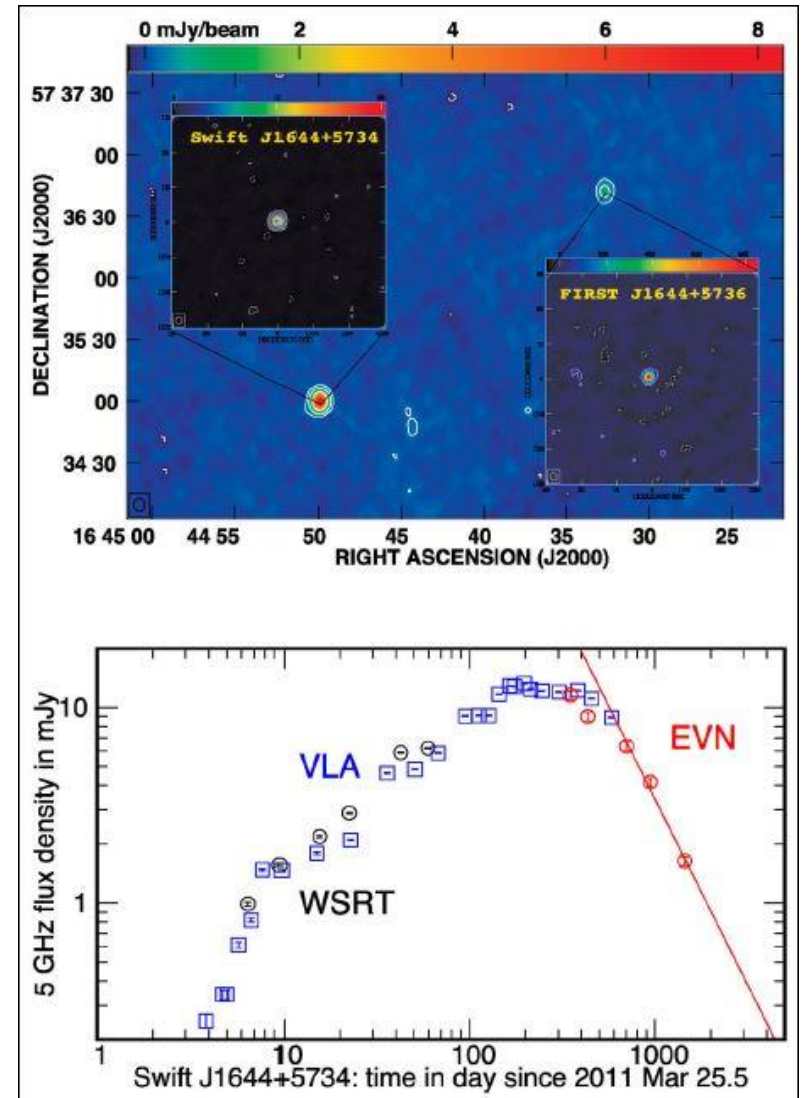 0 mJy/beam 2 4 6 8
57 37 30
00
36 30
00
35 30
00
34 30
DECLINATION (J2000)
Swift J1644+5734
FIRST J1644+5736
16 45 00 44 55 50 45 40 35 30 25
RIGHT ASCENSION (J2000)
5 GHz flux density in mJy
10
1
VLA
WSRT
EVN
1 10 100 1000
Swift J1644+5734: time in day since 2011 Mar 25.5